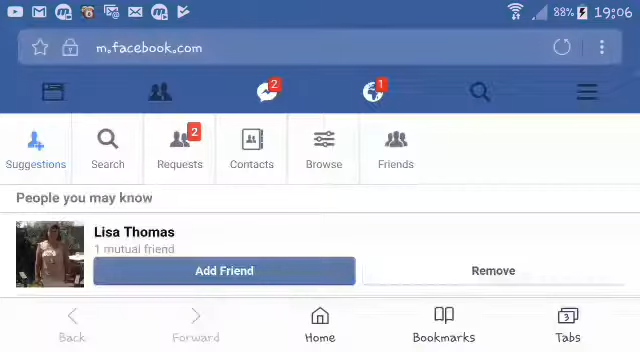 88% 19:06
m.facebook.com
2 1
2
Suggestions Search Requests Contacts Browse Friends
People you may know
Lisa Thomas
1 mutual friend
Add Friend Remove
3
Back Forward Home Bookmarks Tabs